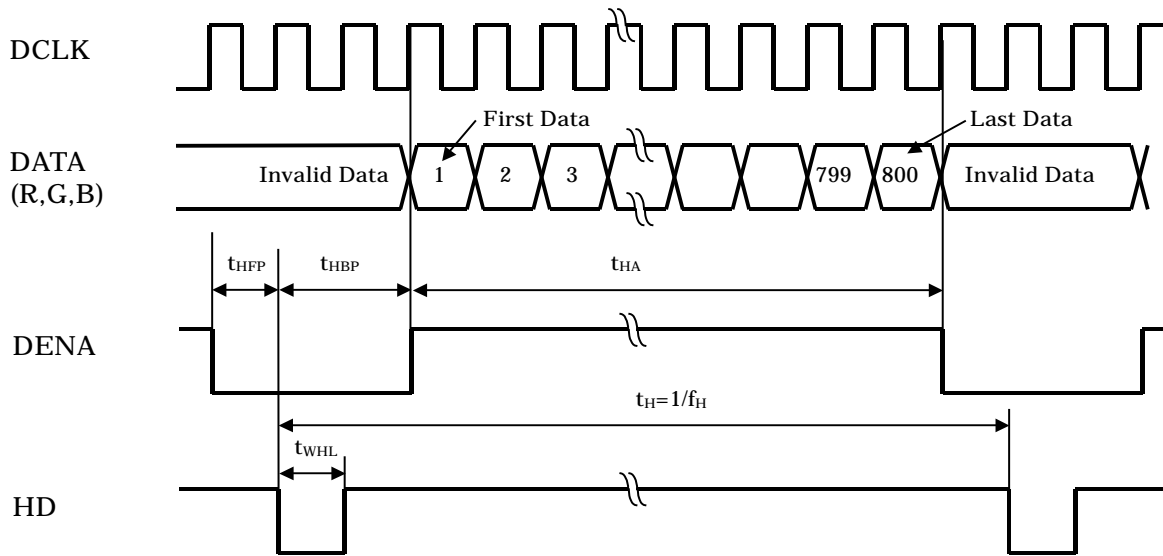 DCLK
First Data
Last Data
DATA
(R,G,B)
Invalid Data
1
2
3
799
800
Invalid Data
tHFP
tHBP
tHA
DENA
tH=1/fH
tWHL
HD